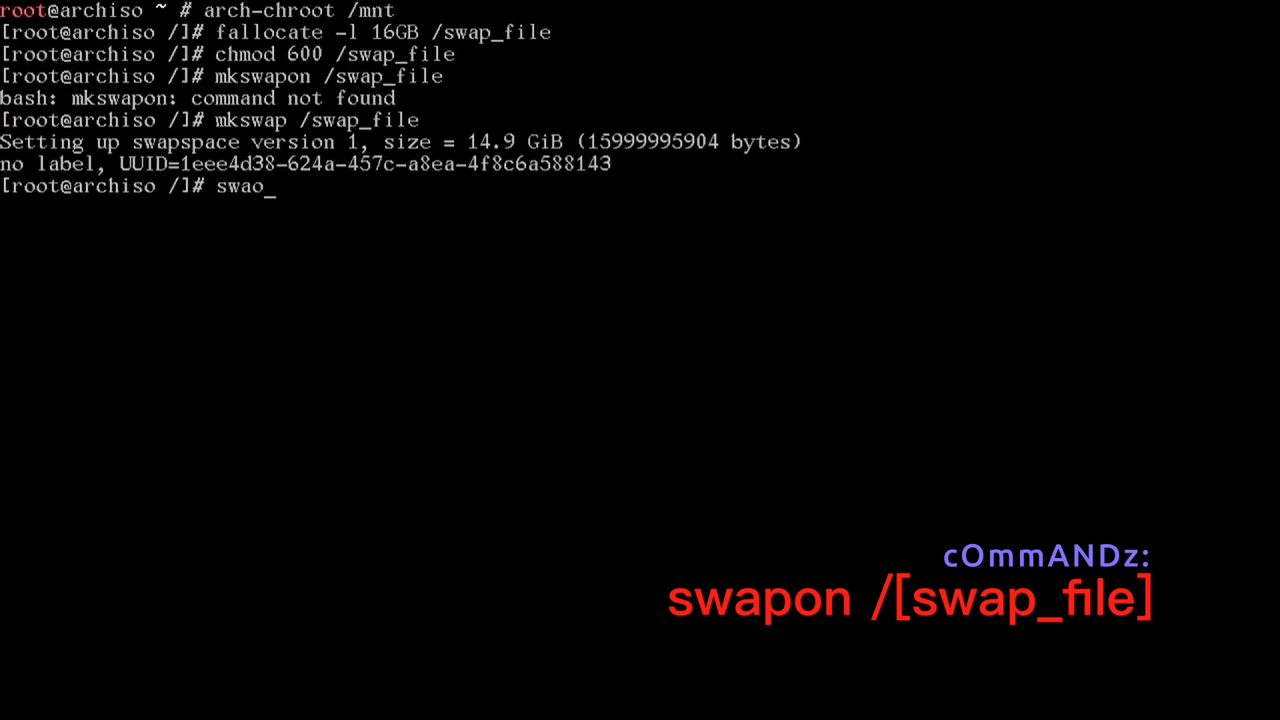 root@archiso ~ # arch-chroot /mnt
[root@archiso /]# fallocate -l 16GB /swap_file
[root@archiso /]# chmod 600 /swap_file
[root@archiso /]# mkswapon /swap_file
bash: mkswapon: command not found
[root@archiso /]# mkswap /swap_file
Setting up swapspace version 1, size = 14.9 GiB (15999995904 bytes)
no label, UUID=1eee4d38-624a-457c-a8ea-4f8c6a588143
[root@archiso /]# swao_
cOmmANDz:
swapon /[swap_file]